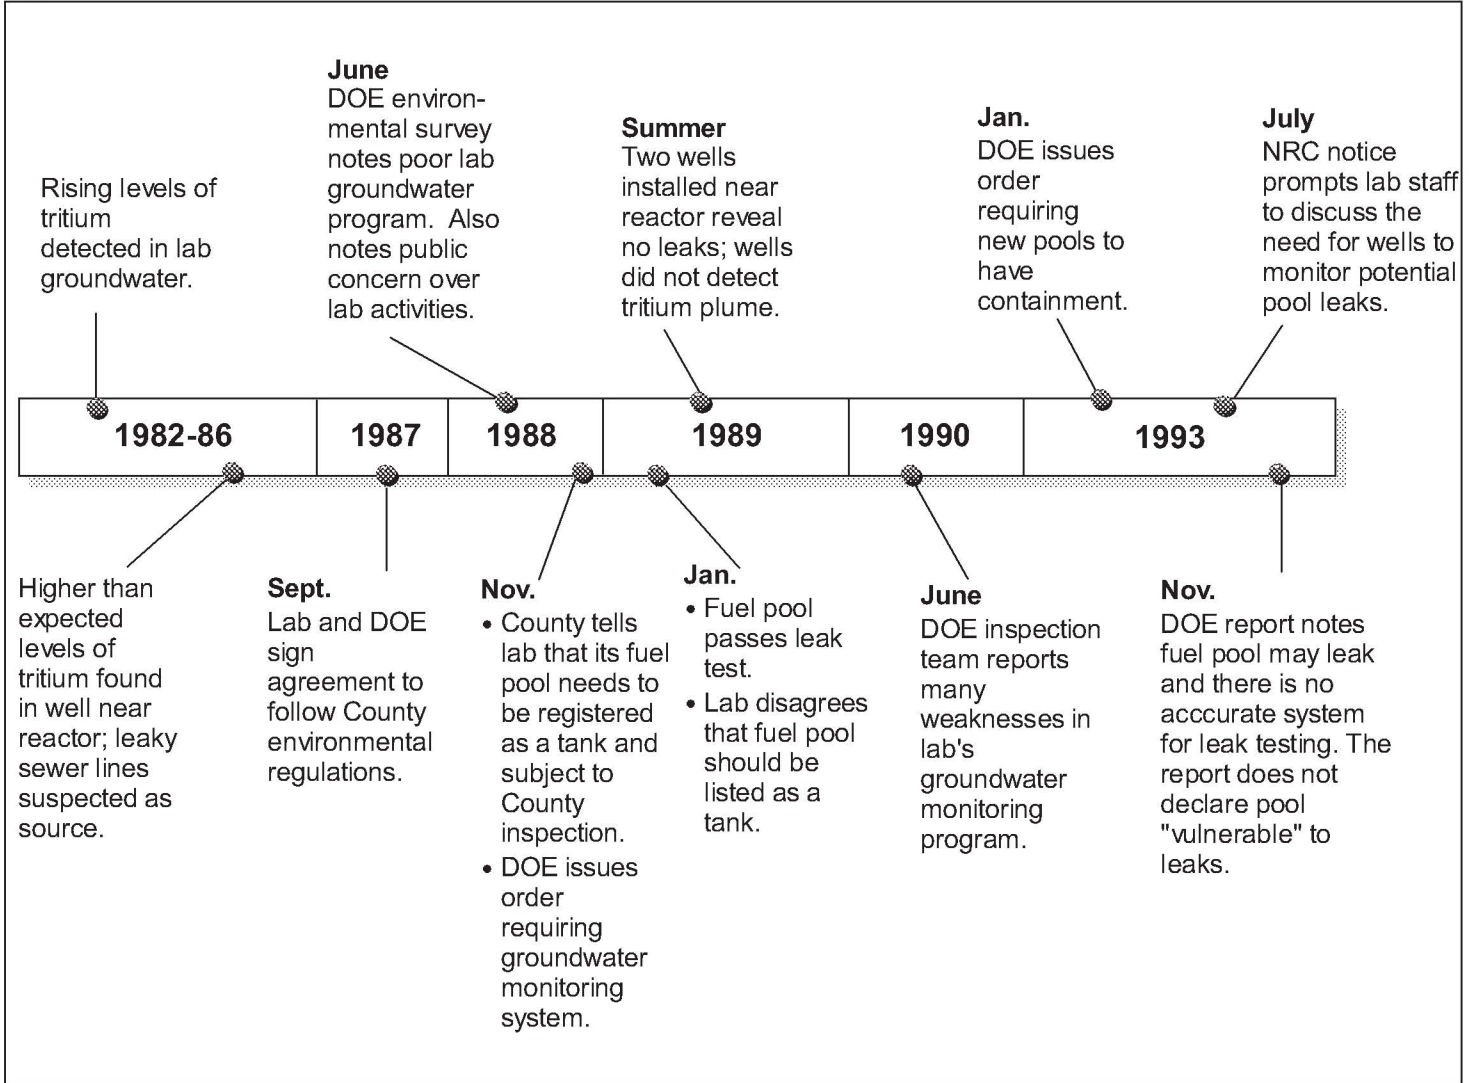 June
DOE environ-
mental survey
notes poor lab
groundwater
program.  Also
notes public
concern over
lab activities.
Rising levels of
tritium
detected in lab
groundwater.
Summer
Two wells
installed near
reactor reveal
no leaks; wells
did not detect
tritium plume.
Jan.
DOE issues
order
requiring
new pools to
have
containment.
July
NRC notice
prompts lab staff
to discuss the
need for wells to
monitor potential
pool leaks.
1982-86
1987
1988
1989
1990
1993
Higher than
expected
levels of
tritium found
in well near
reactor; leaky
sewer lines
suspected as
source.
Sept.
Lab and DOE
sign
agreement to
follow County
environmental
regulations.
Nov.
• County tells
lab that its fuel
pool needs to
be registered
as a tank and
subject to
County
inspection.
• DOE issues
order
requiring
groundwater
monitoring
system.
Jan.
• Fuel pool
passes leak
test.
• Lab disagrees
that fuel pool
should be
listed as a
tank.
June
DOE inspection
team reports
many
weaknesses in
lab's
groundwater
monitoring
program.
Nov.
DOE report notes
fuel pool may leak
and there is no
acccurate system
for leak testing. The
report does not
declare pool
"vulnerable" to
leaks.